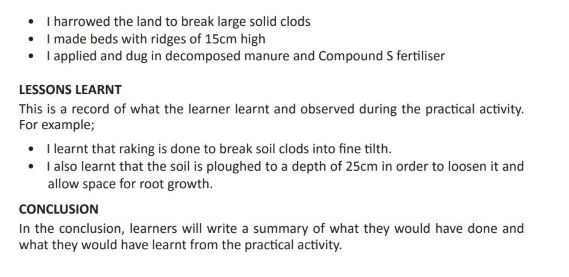 • I harrowed the land to break large solid clods
• I made beds with ridges of 15cm high
• I applied and dug in decomposed manure and Compound S fertiliser
LESSONS LEARNT
This is a record of what the learner learnt and observed during the practical activity.
For example;
• I learnt that raking is done to break soil clods into fine tilth.
• I also learnt that the soil is ploughed to a depth of 25cm in order to loosen it and
allow space for root growth.
CONCLUSION
In the conclusion, learners will write a summary of what they would have done and
what they would have learnt from the practical activity.